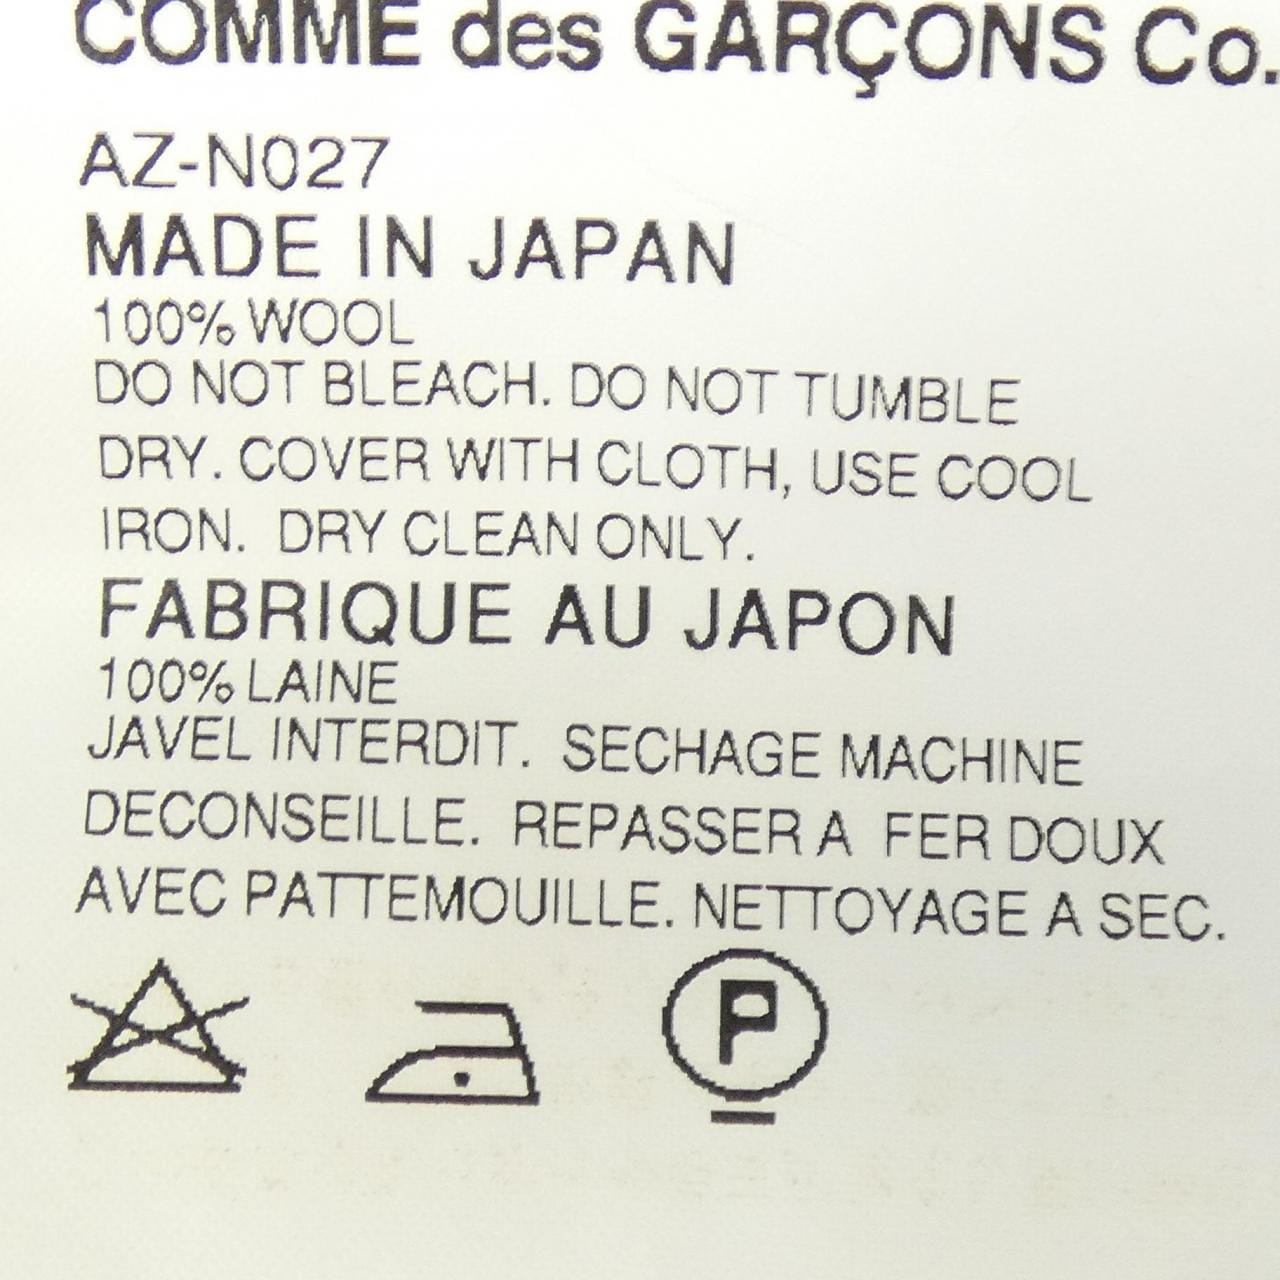 COMME des GARÇONS Co.
AZ-N027
MADE IN JAPAN
100% WOOL
DO NOT BLEACH. DO NOT TUMBLE
DRY. COVER WITH CLOTH, USE COOL
IRON. DRY CLEAN ONLY.
FABRIQUE AU JAPON
100% LAINE
JAVEL INTERDIT. SECHAGE MACHINE
DECONSEILLE. REPASSER A FER DOUX
AVEC PATTEMOUILLE. NETTOYAGE A SEC.
P